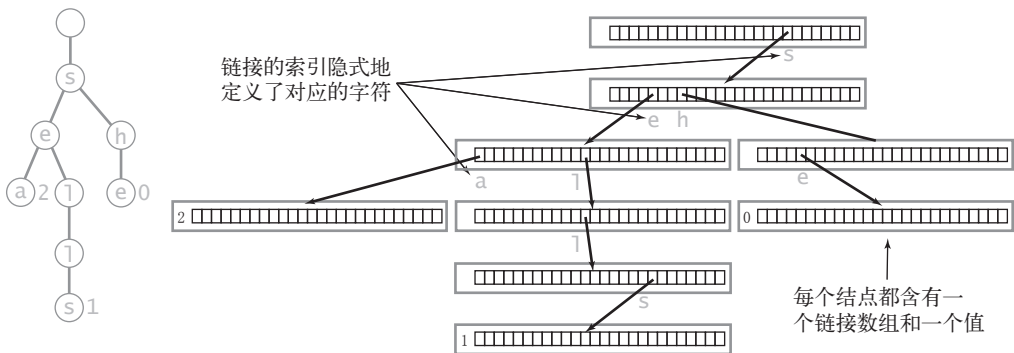 s
链接的索引隐式地
定义了对应的字符
s
e h
e h
a l
a 2 l e 0
e
2
0
l
l
s 1
s
1
每个结点都含有一
个链接数组和一个值